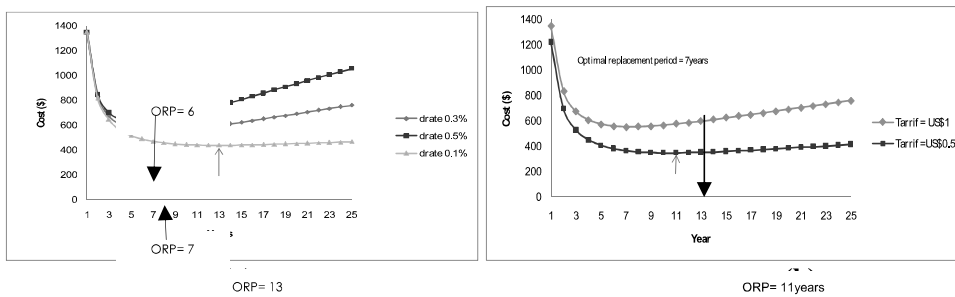 1400
1200
1000
800
600
400
200
0
Cost ($)
ORP= 6
drate 0.3%
drate 0.5%
drate 0.1%
1 3 5 7 9 11 13 15 17 19 21 23 25
ORP= 7
ORP= 13
1400
1200
1000
800
600
400
200
0
Cost ($)
Optimal replacement period = 7years
Tarrif = US$1
Tarrif =US$0.5
1 3 5 7 9 11 13 15 17 19 21 23 25
Year
ORP= 11years